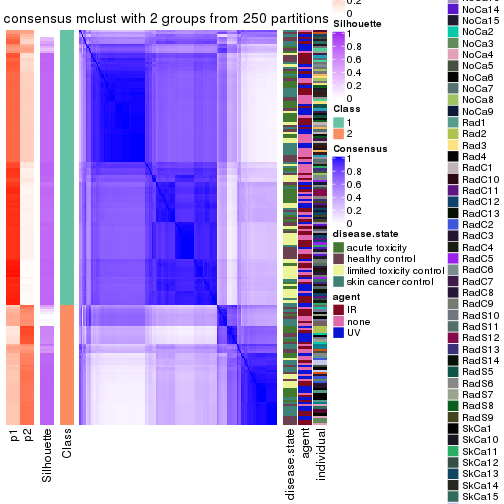 consensus mclust with 2 groups from 250 partitions
0.2
0
Silhouette
1
0.8
0.6
0.4
0.2
0
Class
1
2
Consensus
1
0.8
0.6
0.4
0.2
0
disease.state
acute toxicity
healthy control
limited toxicity control
skin cancer control
agent
IR
none
UV
p1
p2
Silhouette
Class
disease.state
agent
individual
NoCa14
NoCa15
NoCa2
NoCa3
NoCa4
NoCa5
NoCa6
NoCa7
NoCa8
NoCa9
Rad1
Rad2
Rad3
Rad4
RadC1
RadC10
RadC11
RadC12
RadC13
RadC2
RadC3
RadC4
RadC5
RadC6
RadC7
RadC8
RadC9
RadS10
RadS11
RadS12
RadS13
RadS14
RadS5
RadS6
RadS7
RadS8
RadS9
SkCa1
SkCa10
SkCa11
SkCa12
SkCa13
SkCa14
SkCa15